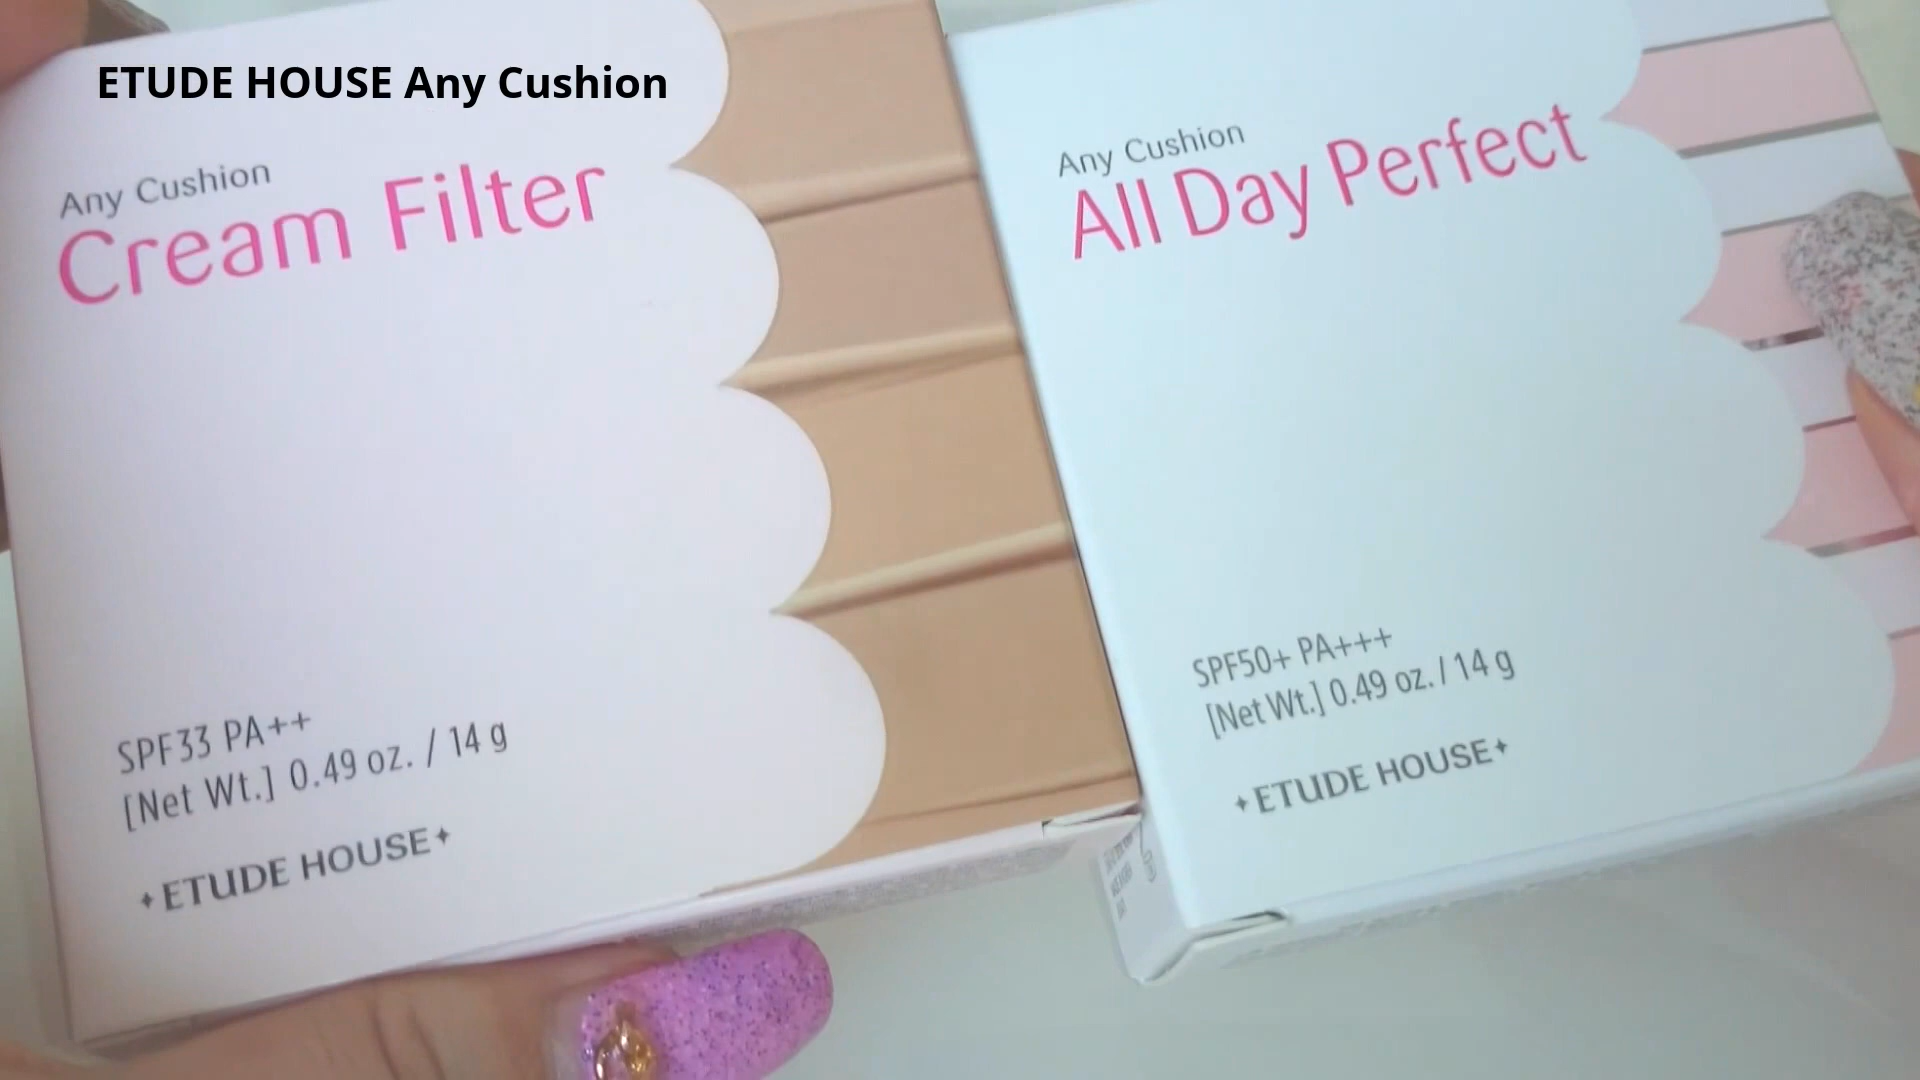 ETUDE HOUSE Any Cushion
Any Cushion
Cream Filter
SPF33 PA++
[Net Wt.] 0.49 oz. / 14 g
ETUDE HOUSE
Any Cushion
All Day Perfect
SPF50+ PA+++
[Net Wt.] 0.49 oz. / 14 g
ETUDE HOUSE